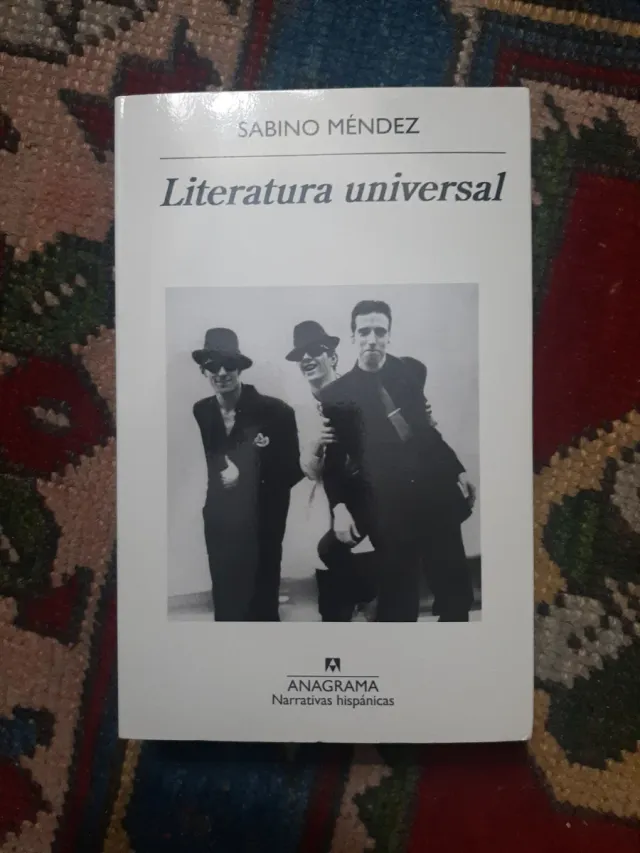 SABINO MÉNDEZ
Literatura universal
ANAGRAMA
Narrativas hispánicas